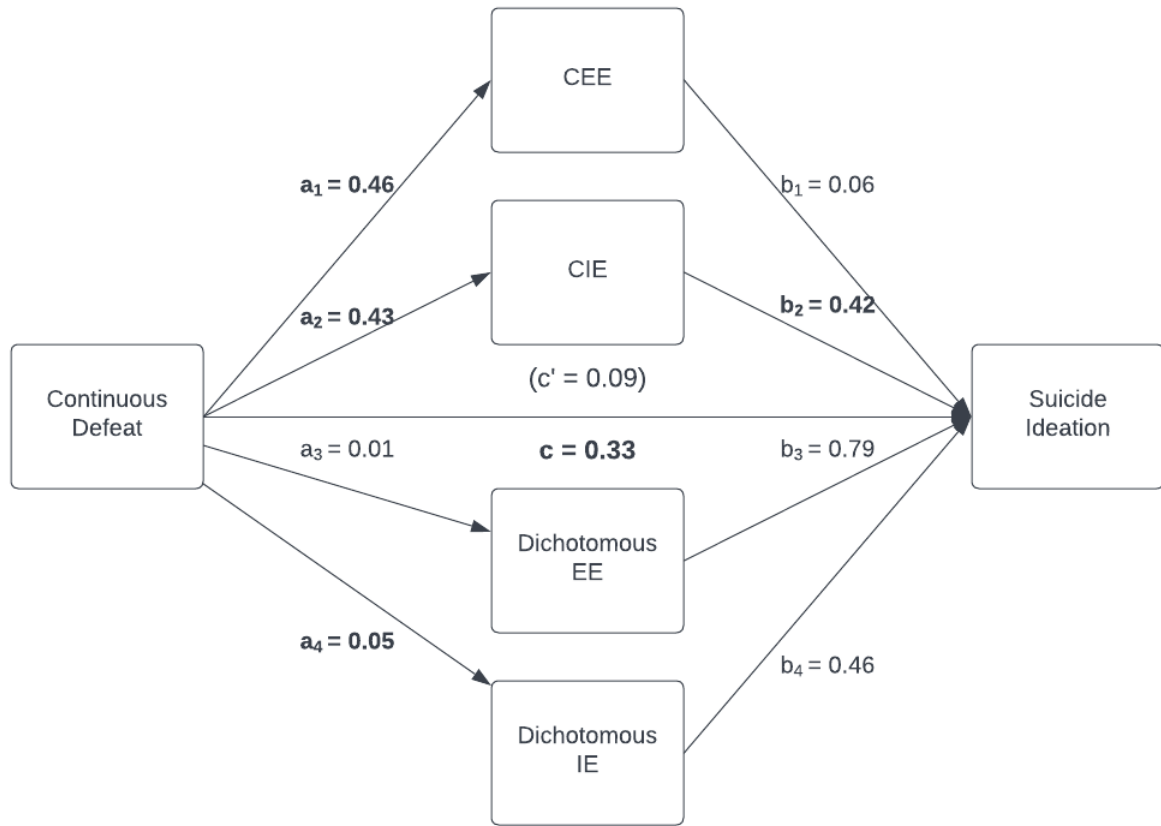 CEE
a₁ = 0.46
b₁ = 0.06
CIE
a₂ = 0.43
b₂ = 0.42
(c' = 0.09)
Continuous
Defeat
Suicide
Ideation
a₃ = 0.01
c = 0.33
b₃ = 0.79
Dichotomous
EE
a₄ = 0.05
b₄ = 0.46
Dichotomous
IE